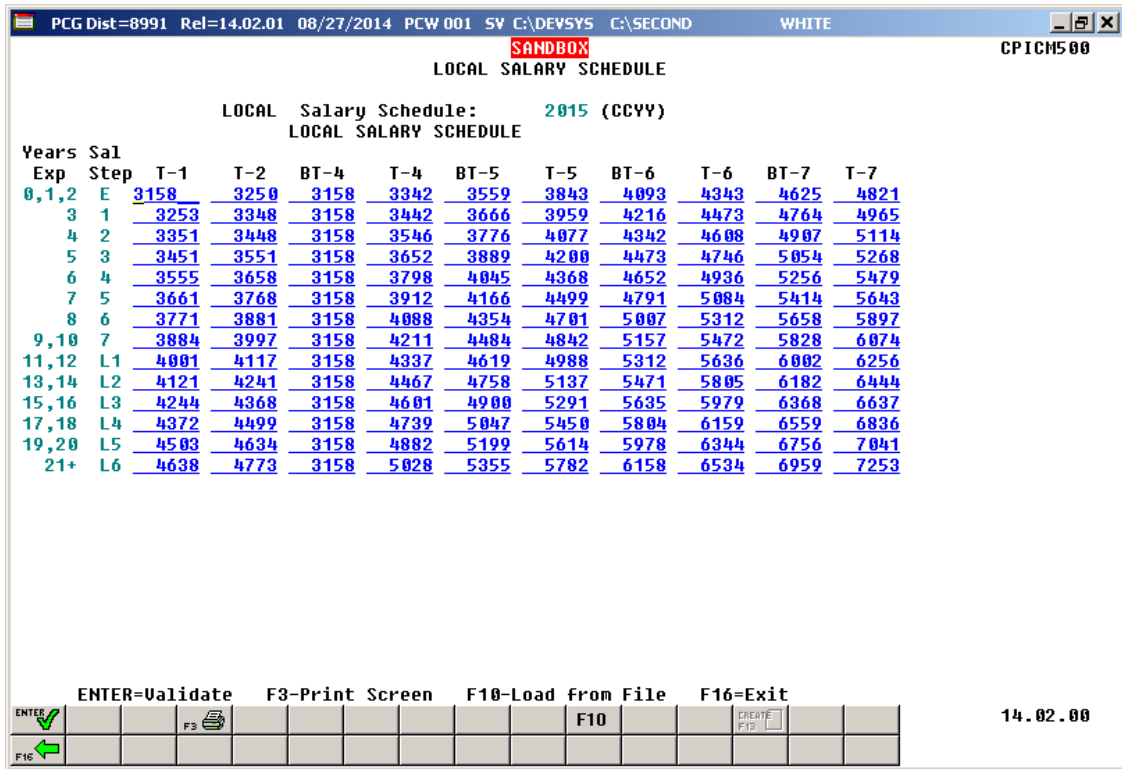 PCG Dist=8991 Rel=14.02.01 08/27/2014 PCW 001 SV C:\DEVSYS C:\SECOND WHITE
SANDBOX CPICM500
LOCAL SALARY SCHEDULE
LOCAL Salary Schedule: 2015 (CCYY)
LOCAL SALARY SCHEDULE
Years Sal
Exp Step T-1 T-2 BT-4 T-4 BT-5 T-5 BT-6 T-6 BT-7 T-7
0,1,2 E 3158__ 3250 3158 3342 3559 3843 4093 4343 4625 4821
3 1 3253 3348 3158 3442 3666 3959 4216 4473 4764 4965
4 2 3351 3448 3158 3546 3776 4077 4342 4608 4907 5114
5 3 3451 3551 3158 3652 3889 4200 4473 4746 5054 5268
6 4 3555 3658 3158 3798 4045 4368 4652 4936 5256 5479
7 5 3661 3768 3158 3912 4166 4499 4791 5084 5414 5643
8 6 3771 3881 3158 4088 4354 4701 5007 5312 5658 5897
9,10 7 3884 3997 3158 4211 4484 4842 5157 5472 5828 6074
11,12 L1 4001 4117 3158 4337 4619 4988 5312 5636 6002 6256
13,14 L2 4121 4241 3158 4467 4758 5137 5471 5805 6182 6444
15,16 L3 4244 4368 3158 4601 4900 5291 5635 5979 6368 6637
17,18 L4 4372 4499 3158 4739 5047 5450 5804 6159 6559 6836
19,20 L5 4503 4634 3158 4882 5199 5614 5978 6344 6756 7041
21+ L6 4638 4773 3158 5028 5355 5782 6158 6534 6959 7253
ENTER=Validate F3-Print Screen F10-Load from File F16=Exit
ENTER F3 F10 CREATE F13 14.02.00
F16